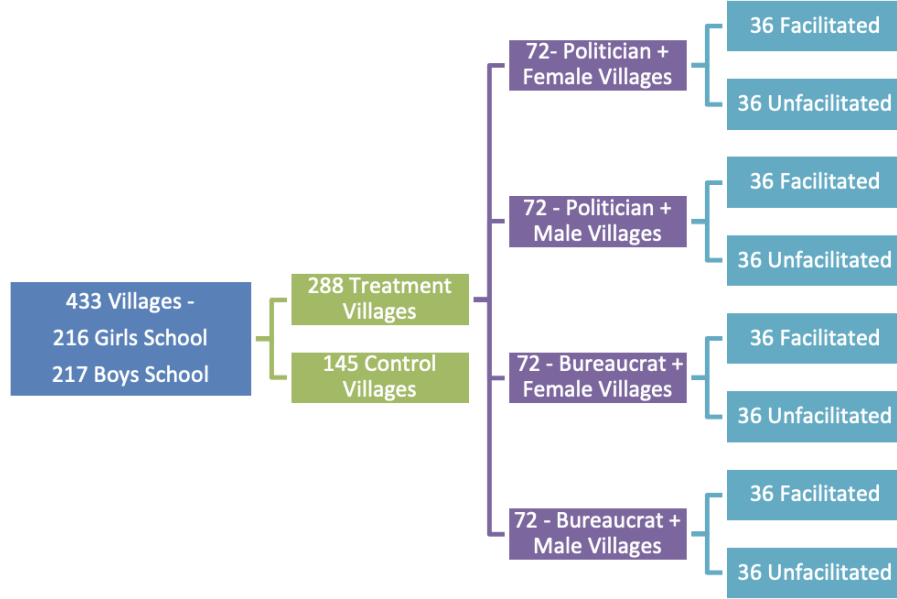 433 Villages -
216 Girls School
217 Boys School
288 Treatment
Villages
145 Control
Villages
72- Politician +
Female Villages
72 - Politician +
Male Villages
72 - Bureaucrat +
Female Villages
72 - Bureaucrat +
Male Villages
36 Facilitated
36 Unfacilitated
36 Facilitated
36 Unfacilitated
36 Facilitated
36 Unfacilitated
36 Facilitated
36 Unfacilitated